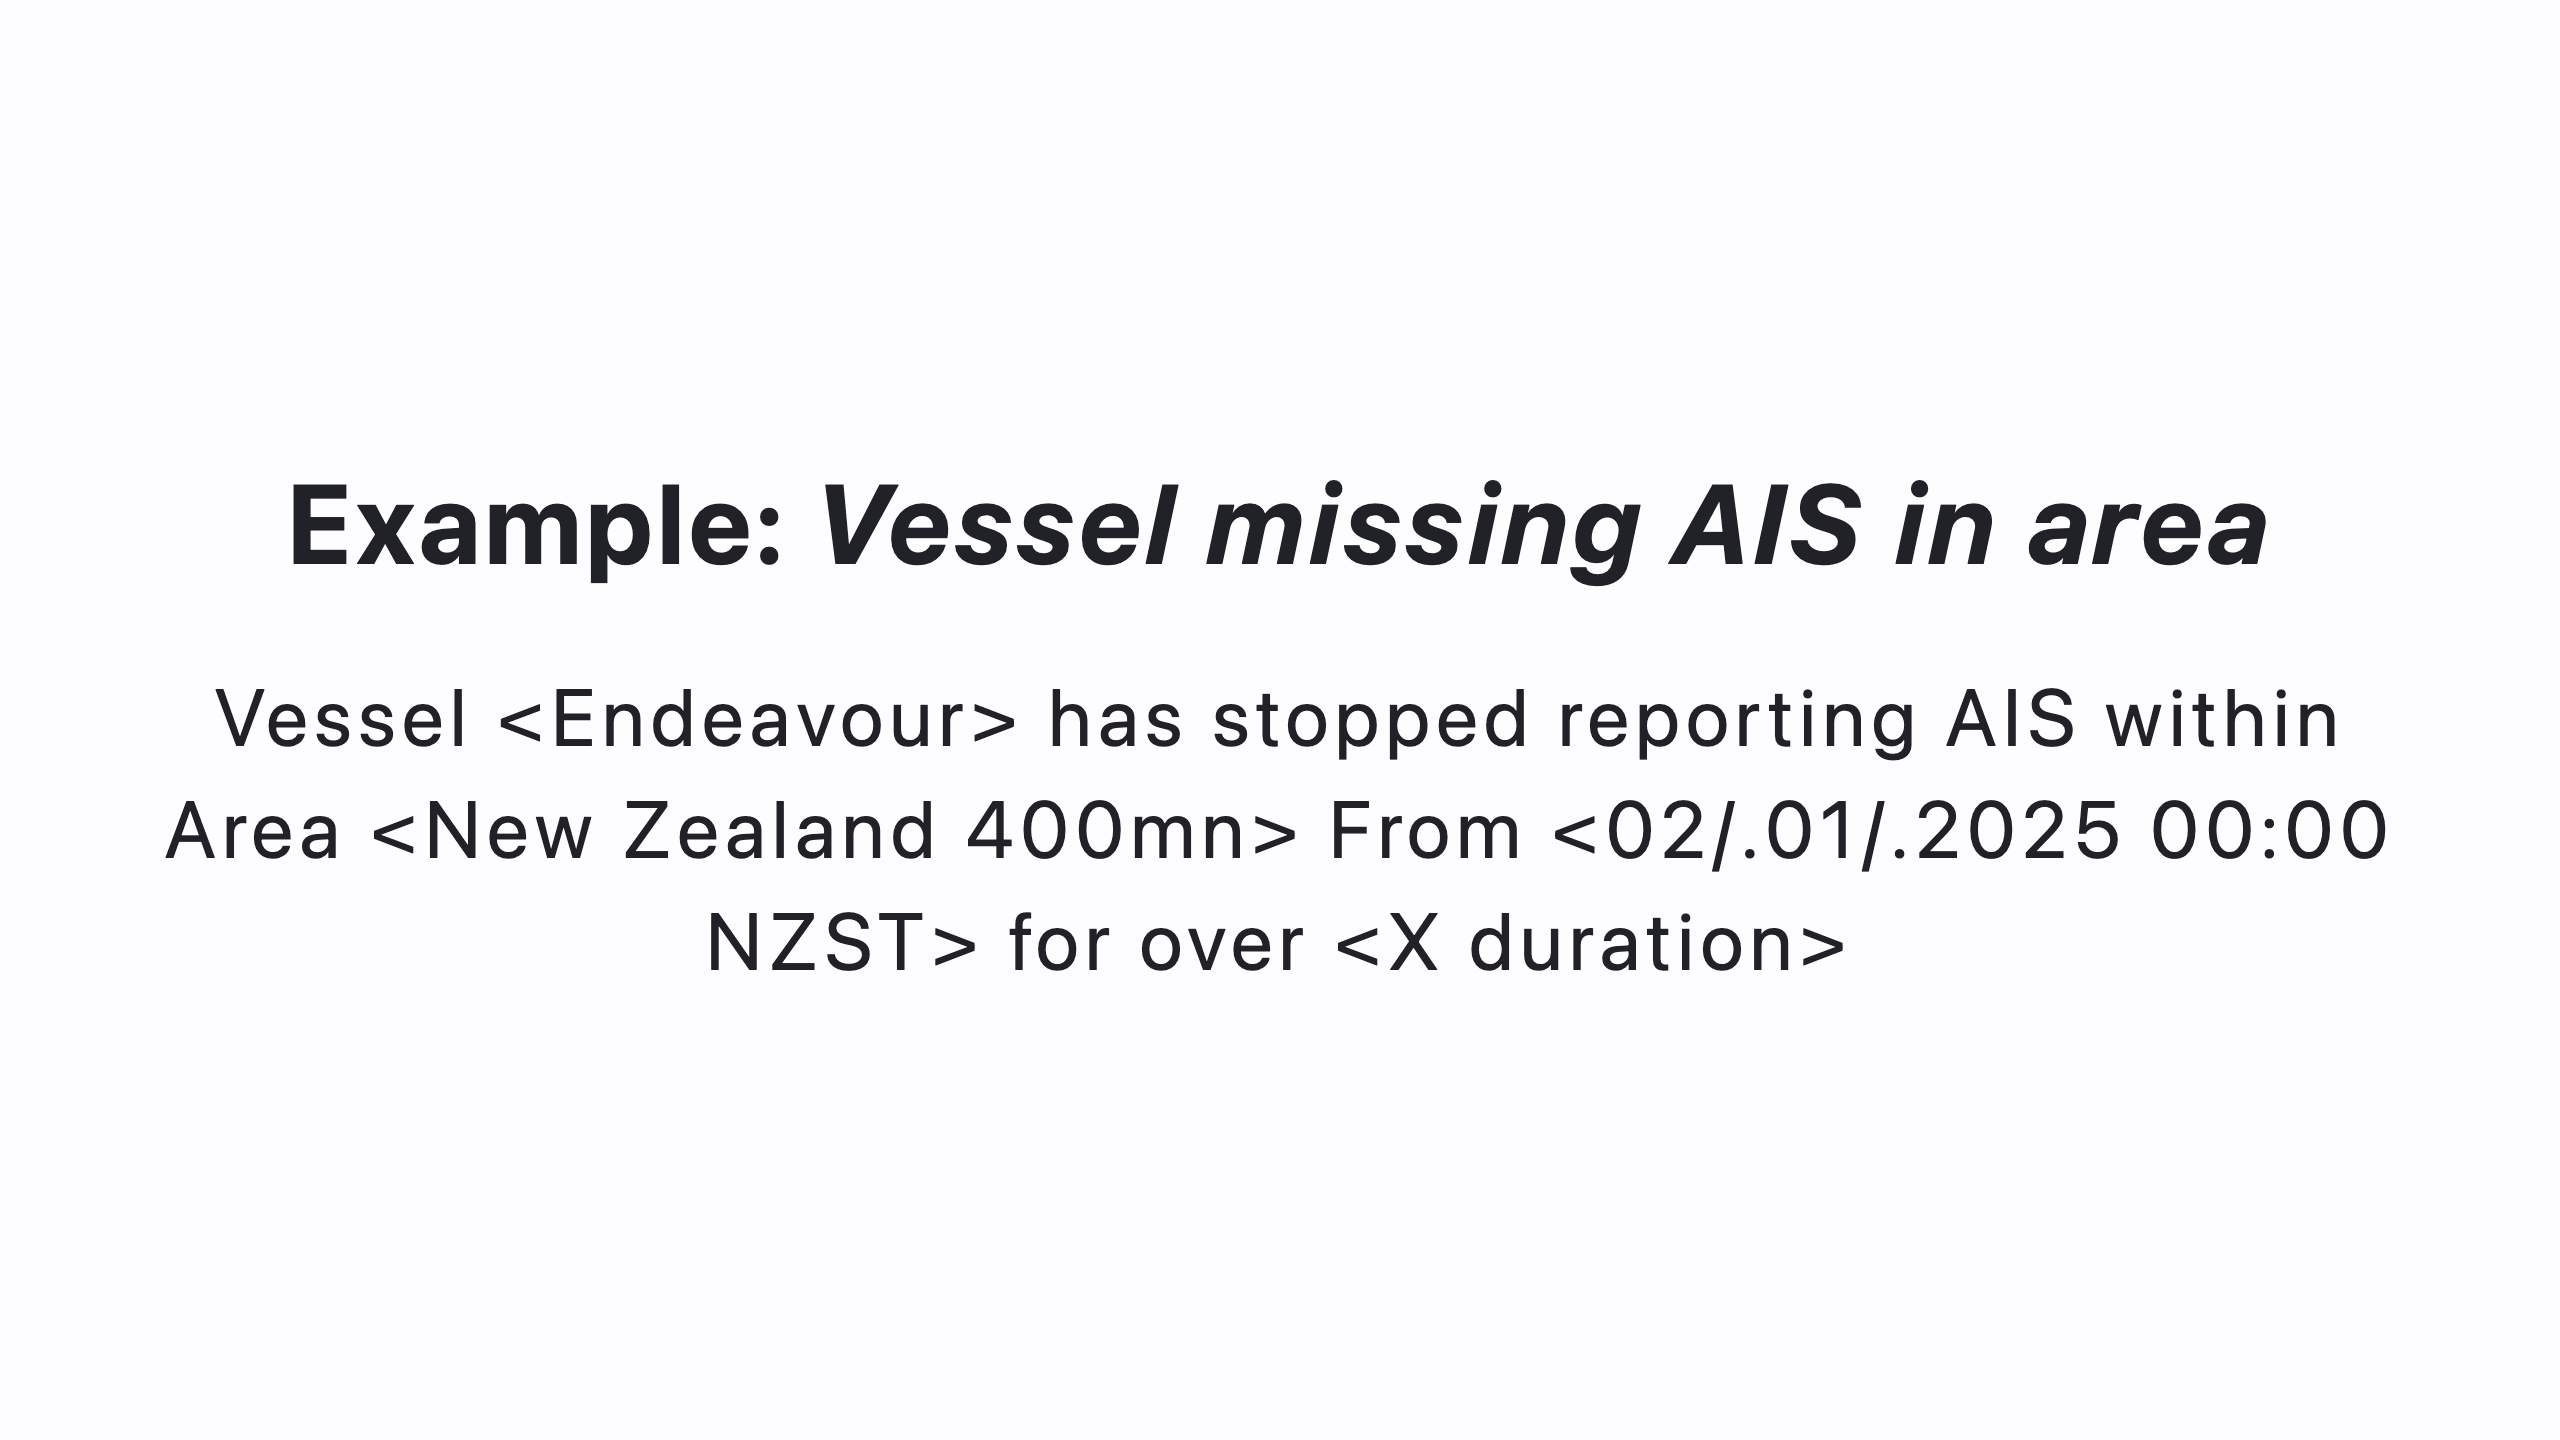 Example: Vessel missing AIS in area
Vessel <Endeavour> has stopped reporting AIS within
Area <New Zealand 400mn> From <02/.01/.2025 00:00
NZST> for over <X duration>